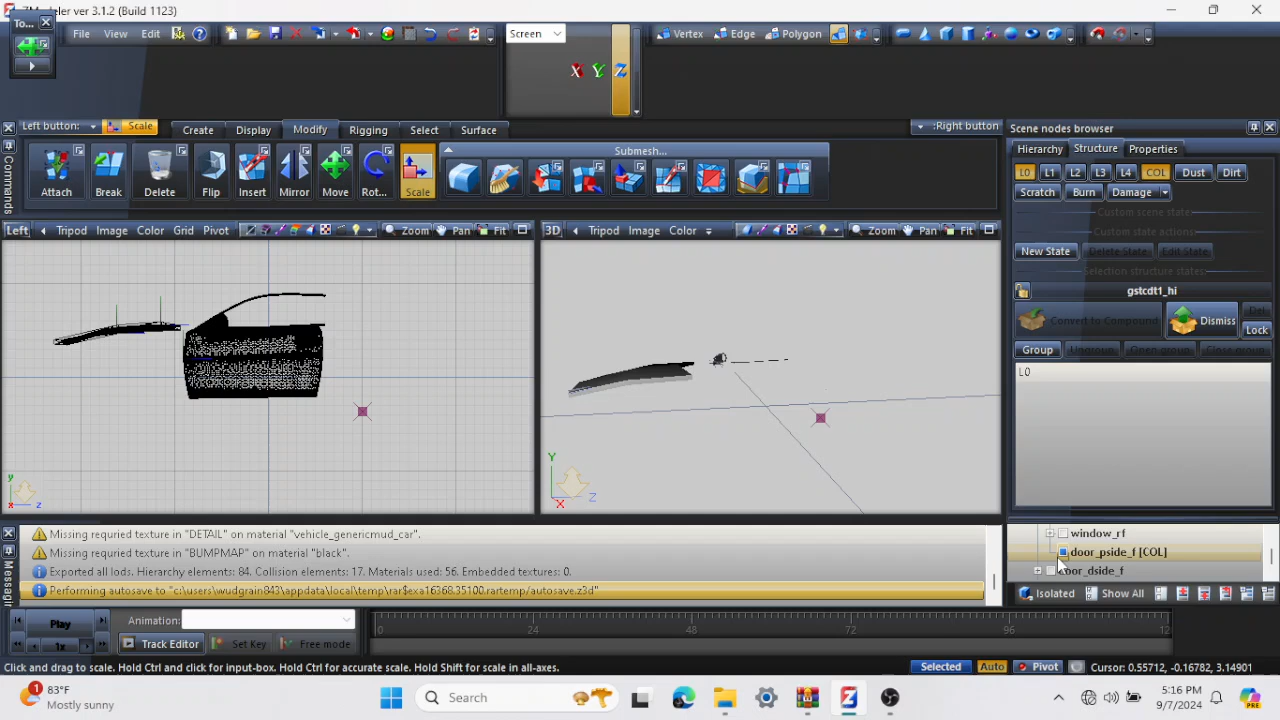 ZModeler ver 3.1.2 (Build 1123)
To...
File View Edit
Screen
Vertex Edge Polygon
X Y Z
Left button: Scale
Create Display Modify Rigging Select Surface
:Right button
Commands
Attach Break Delete Flip Insert Mirror Move Rot... Scale
Submesh...
Scene nodes browser
Hierarchy Structure Properties
L0 L1 L2 L3 L4 COL Dust Dirt
Scratch Burn Damage
Custom scene state:
Custom state actions:
New State Delete State Edit State
Selection structure states:
gstcdt1_hi
Convert to Compound Dismiss Del
Lock
Group Ungroup Open group Close group
L0
Left Tripod Image Color Grid Pivot Zoom Pan Fit
3D Tripod Image Color Zoom Pan Fit
y
x z
Y
X Z
window_rf
door_pside_f [COL]
door_dside_f
Isolated Show All
Missing requried texture in "DETAIL" on material "vehicle_genericmud_car".
Missing requried texture in "BUMPMAP" on material "black".
Exported all lods. Hierarchy elements: 84. Collision elements: 17. Materials used: 56. Embedded textures: 0.
Performing autosave to "c:\users\wudgrain843\appdata\local\temp\rar$exa16368.35100.rartemp/autosave.z3d"
Play
1x
Animation:
Track Editor Set Key Free mode
0 24 48 72 96 12
Click and drag to scale. Hold Ctrl and click for input-box. Hold Ctrl for accurate scale. Hold Shift for scale in all-axes.
Selected Auto Pivot Cursor: 0.55712, -0.16782, 3.14901
1
83°F
Mostly sunny
Search
5:16 PM
9/7/2024
PRE